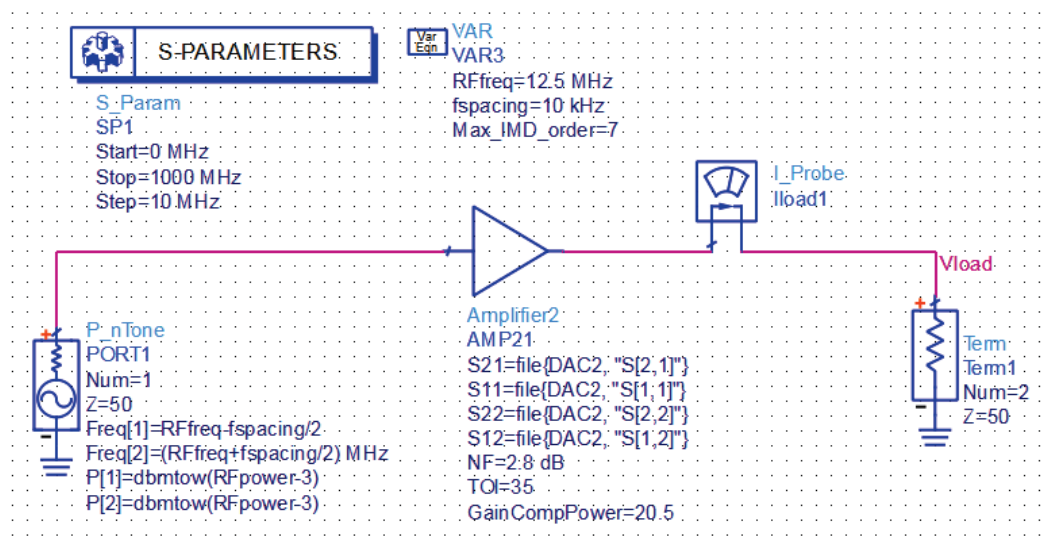 S-PARAMETERS
S_Param
SP1
Start=0 MHz
Stop=1000 MHz
Step=10 MHz
Var
Eqn
VAR
VAR3
RFfreq=12.5 MHz
fspacing=10 kHz
Max_IMD_order=7
I_Probe
Iload1
Vload
P_nTone
PORT1
Num=1
Z=50
Freq[1]=RFfreq-fspacing/2
Freq[2]=(RFfreq+fspacing/2) MHz
P[1]=dbmtow(RFpower-3)
P[2]=dbmtow(RFpower-3)
Amplifier2
AMP21
S21=file{DAC2, "S[2,1]"}
S11=file{DAC2, "S[1,1]"}
S22=file{DAC2, "S[2,2]"}
S12=file{DAC2, "S[1,2]"}
NF=2.8 dB
TOI=35
GainCompPower=20.5
Term
Term1
Num=2
Z=50